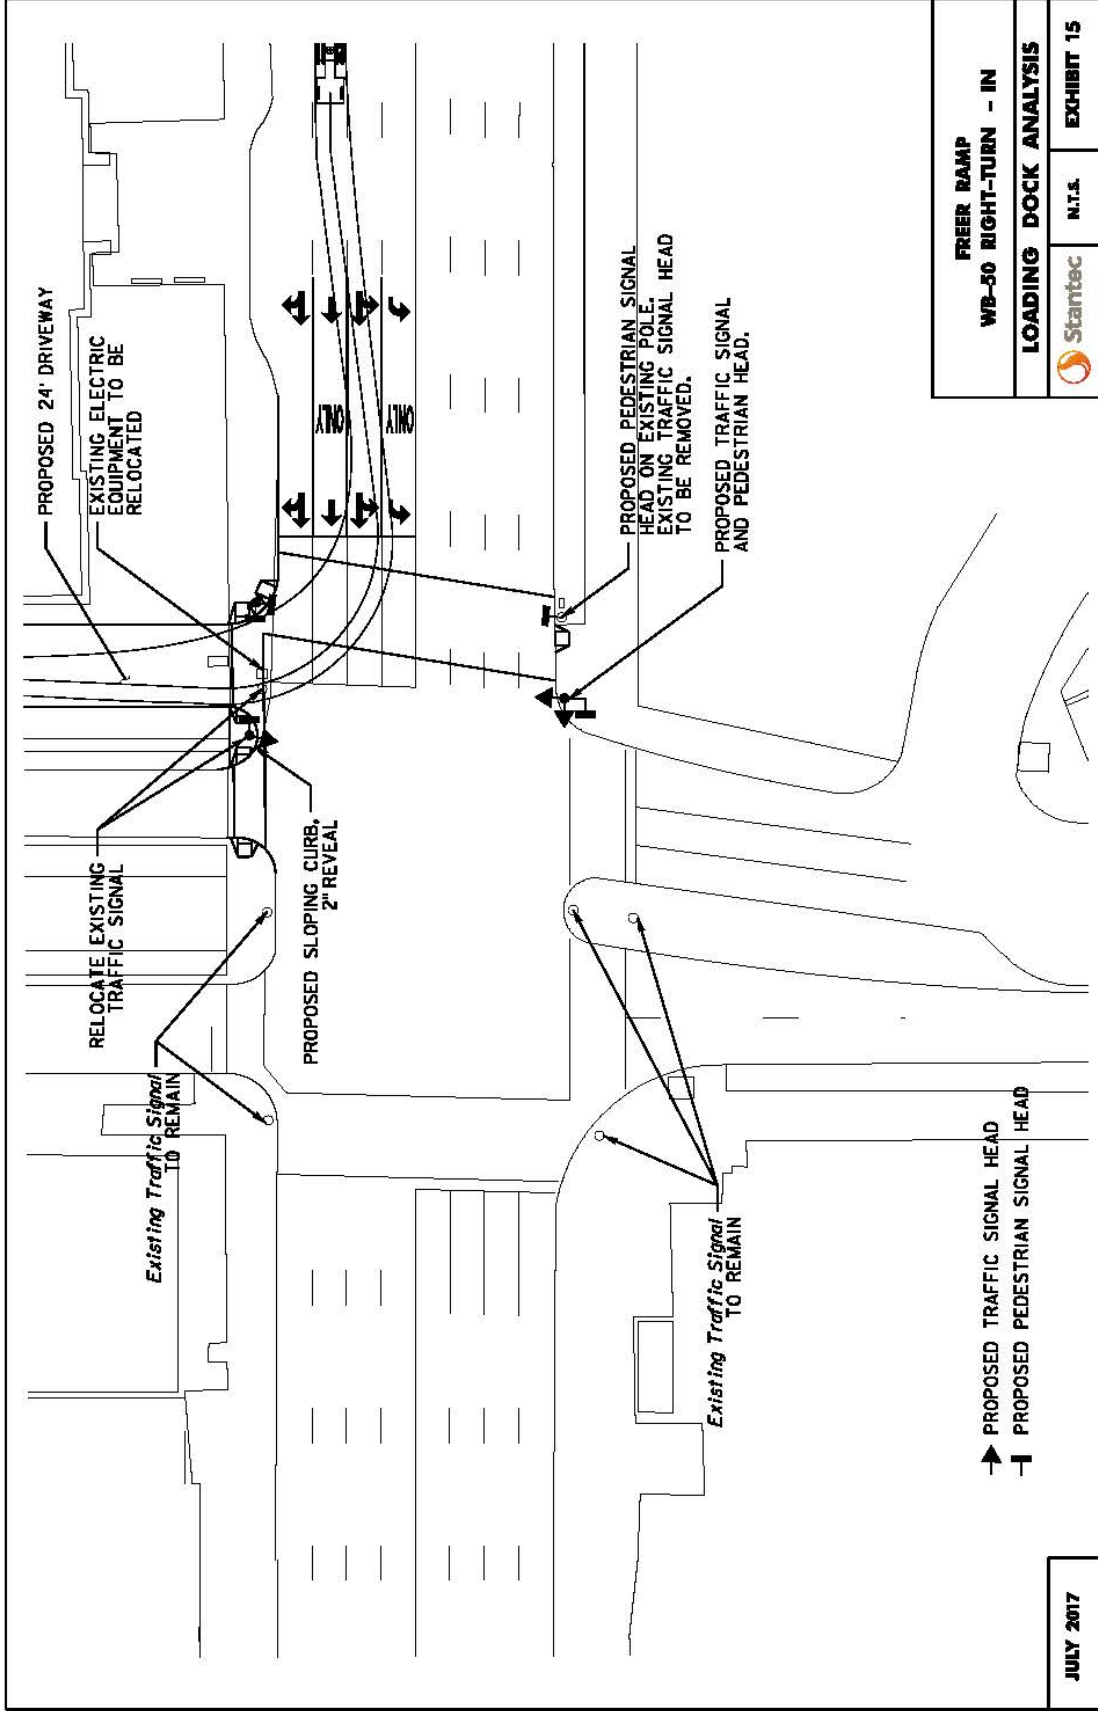 PROPOSED 24' DRIVEWAY
EXISTING ELECTRIC
EQUIPMENT TO BE
RELOCATED
RELOCATE EXISTING
TRAFFIC SIGNAL
PROPOSED SLOPING CURB,
2" REVEAL
Existing Traffic Signal
TO REMAIN
ONLY
ONLY
PROPOSED PEDESTRIAN SIGNAL
HEAD ON EXISTING POLE.
EXISTING TRAFFIC SIGNAL HEAD
TO BE REMOVED.
PROPOSED TRAFFIC SIGNAL
AND PEDESTRIAN HEAD.
Existing Traffic Signal
TO REMAIN
PROPOSED TRAFFIC SIGNAL HEAD
PROPOSED PEDESTRIAN SIGNAL HEAD
JULY 2017
FREER RAMP
WB-50 RIGHT-TURN - IN
LOADING DOCK ANALYSIS
Stantec
N.T.S.
EXHIBIT 15